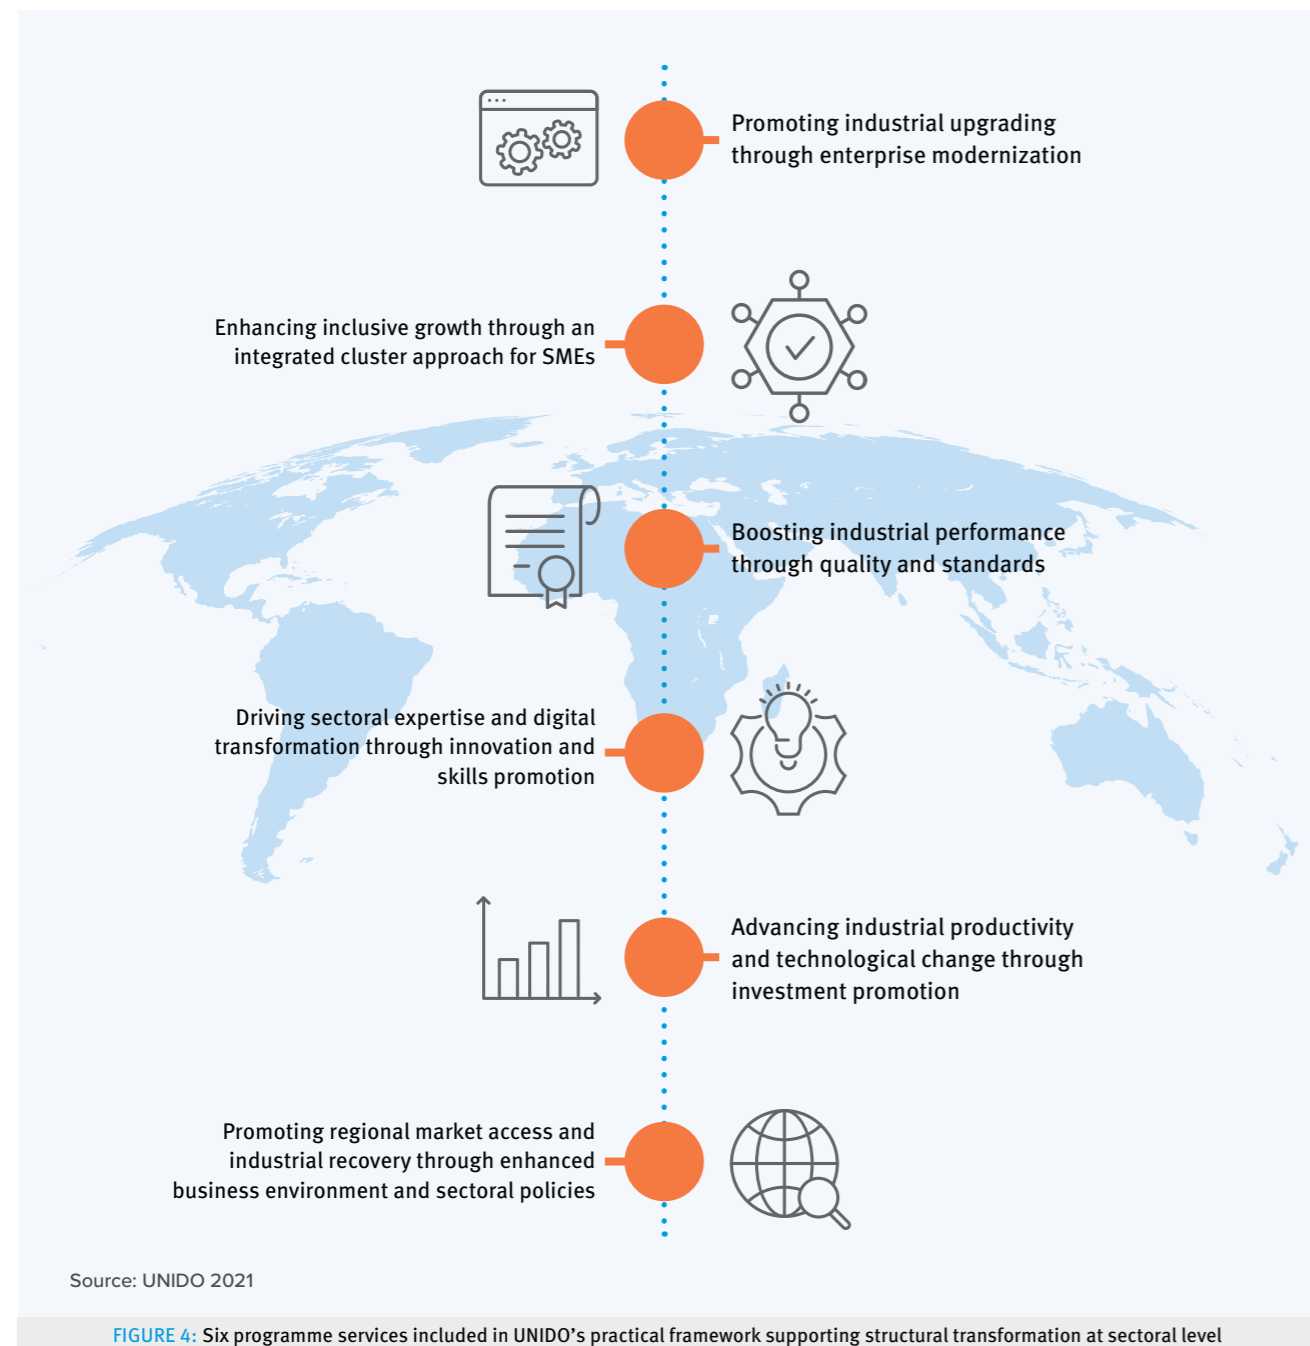 Promoting industrial upgrading
through enterprise modernization
Enhancing inclusive growth through an
integrated cluster approach for SMEs
Boosting industrial performance
through quality and standards
Driving sectoral expertise and digital
transformation through innovation and
skills promotion
Advancing industrial productivity
and technological change through
investment promotion
Promoting regional market access and
industrial recovery through enhanced
business environment and sectoral policies
Source: UNIDO 2021
FIGURE 4: Six programme services included in UNIDO’s practical framework supporting structural transformation at sectoral level